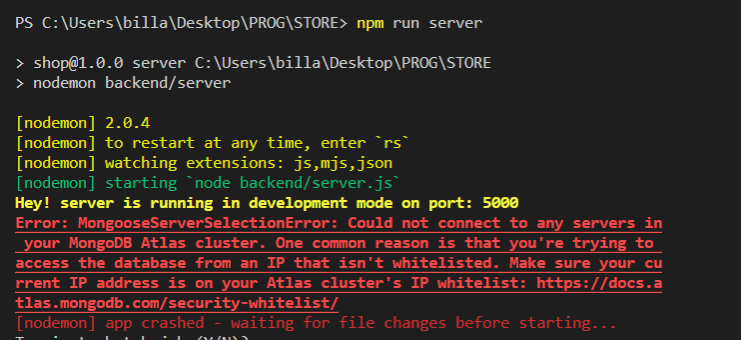 PS C:\Users\billa\Desktop\PROG\STORE> npm run server
> shop@1.0.0 server C:\Users\billa\Desktop\PROG\STORE
> nodemon backend/server
[nodemon] 2.0.4
[nodemon] to restart at any time, enter `rs`
[nodemon] watching extensions: js,mjs,json
[nodemon] starting `node backend/server.js`
Hey! server is running in development mode on port: 5000
Error: MongooseServerSelectionError: Could not connect to any servers in
your MongoDB Atlas cluster. One common reason is that you're trying to
access the database from an IP that isn't whitelisted. Make sure your cu
rrent IP address is on your Atlas cluster's IP whitelist: https://docs.a
tlas.mongodb.com/security-whitelist/
[nodemon] app crashed - waiting for file changes before starting...